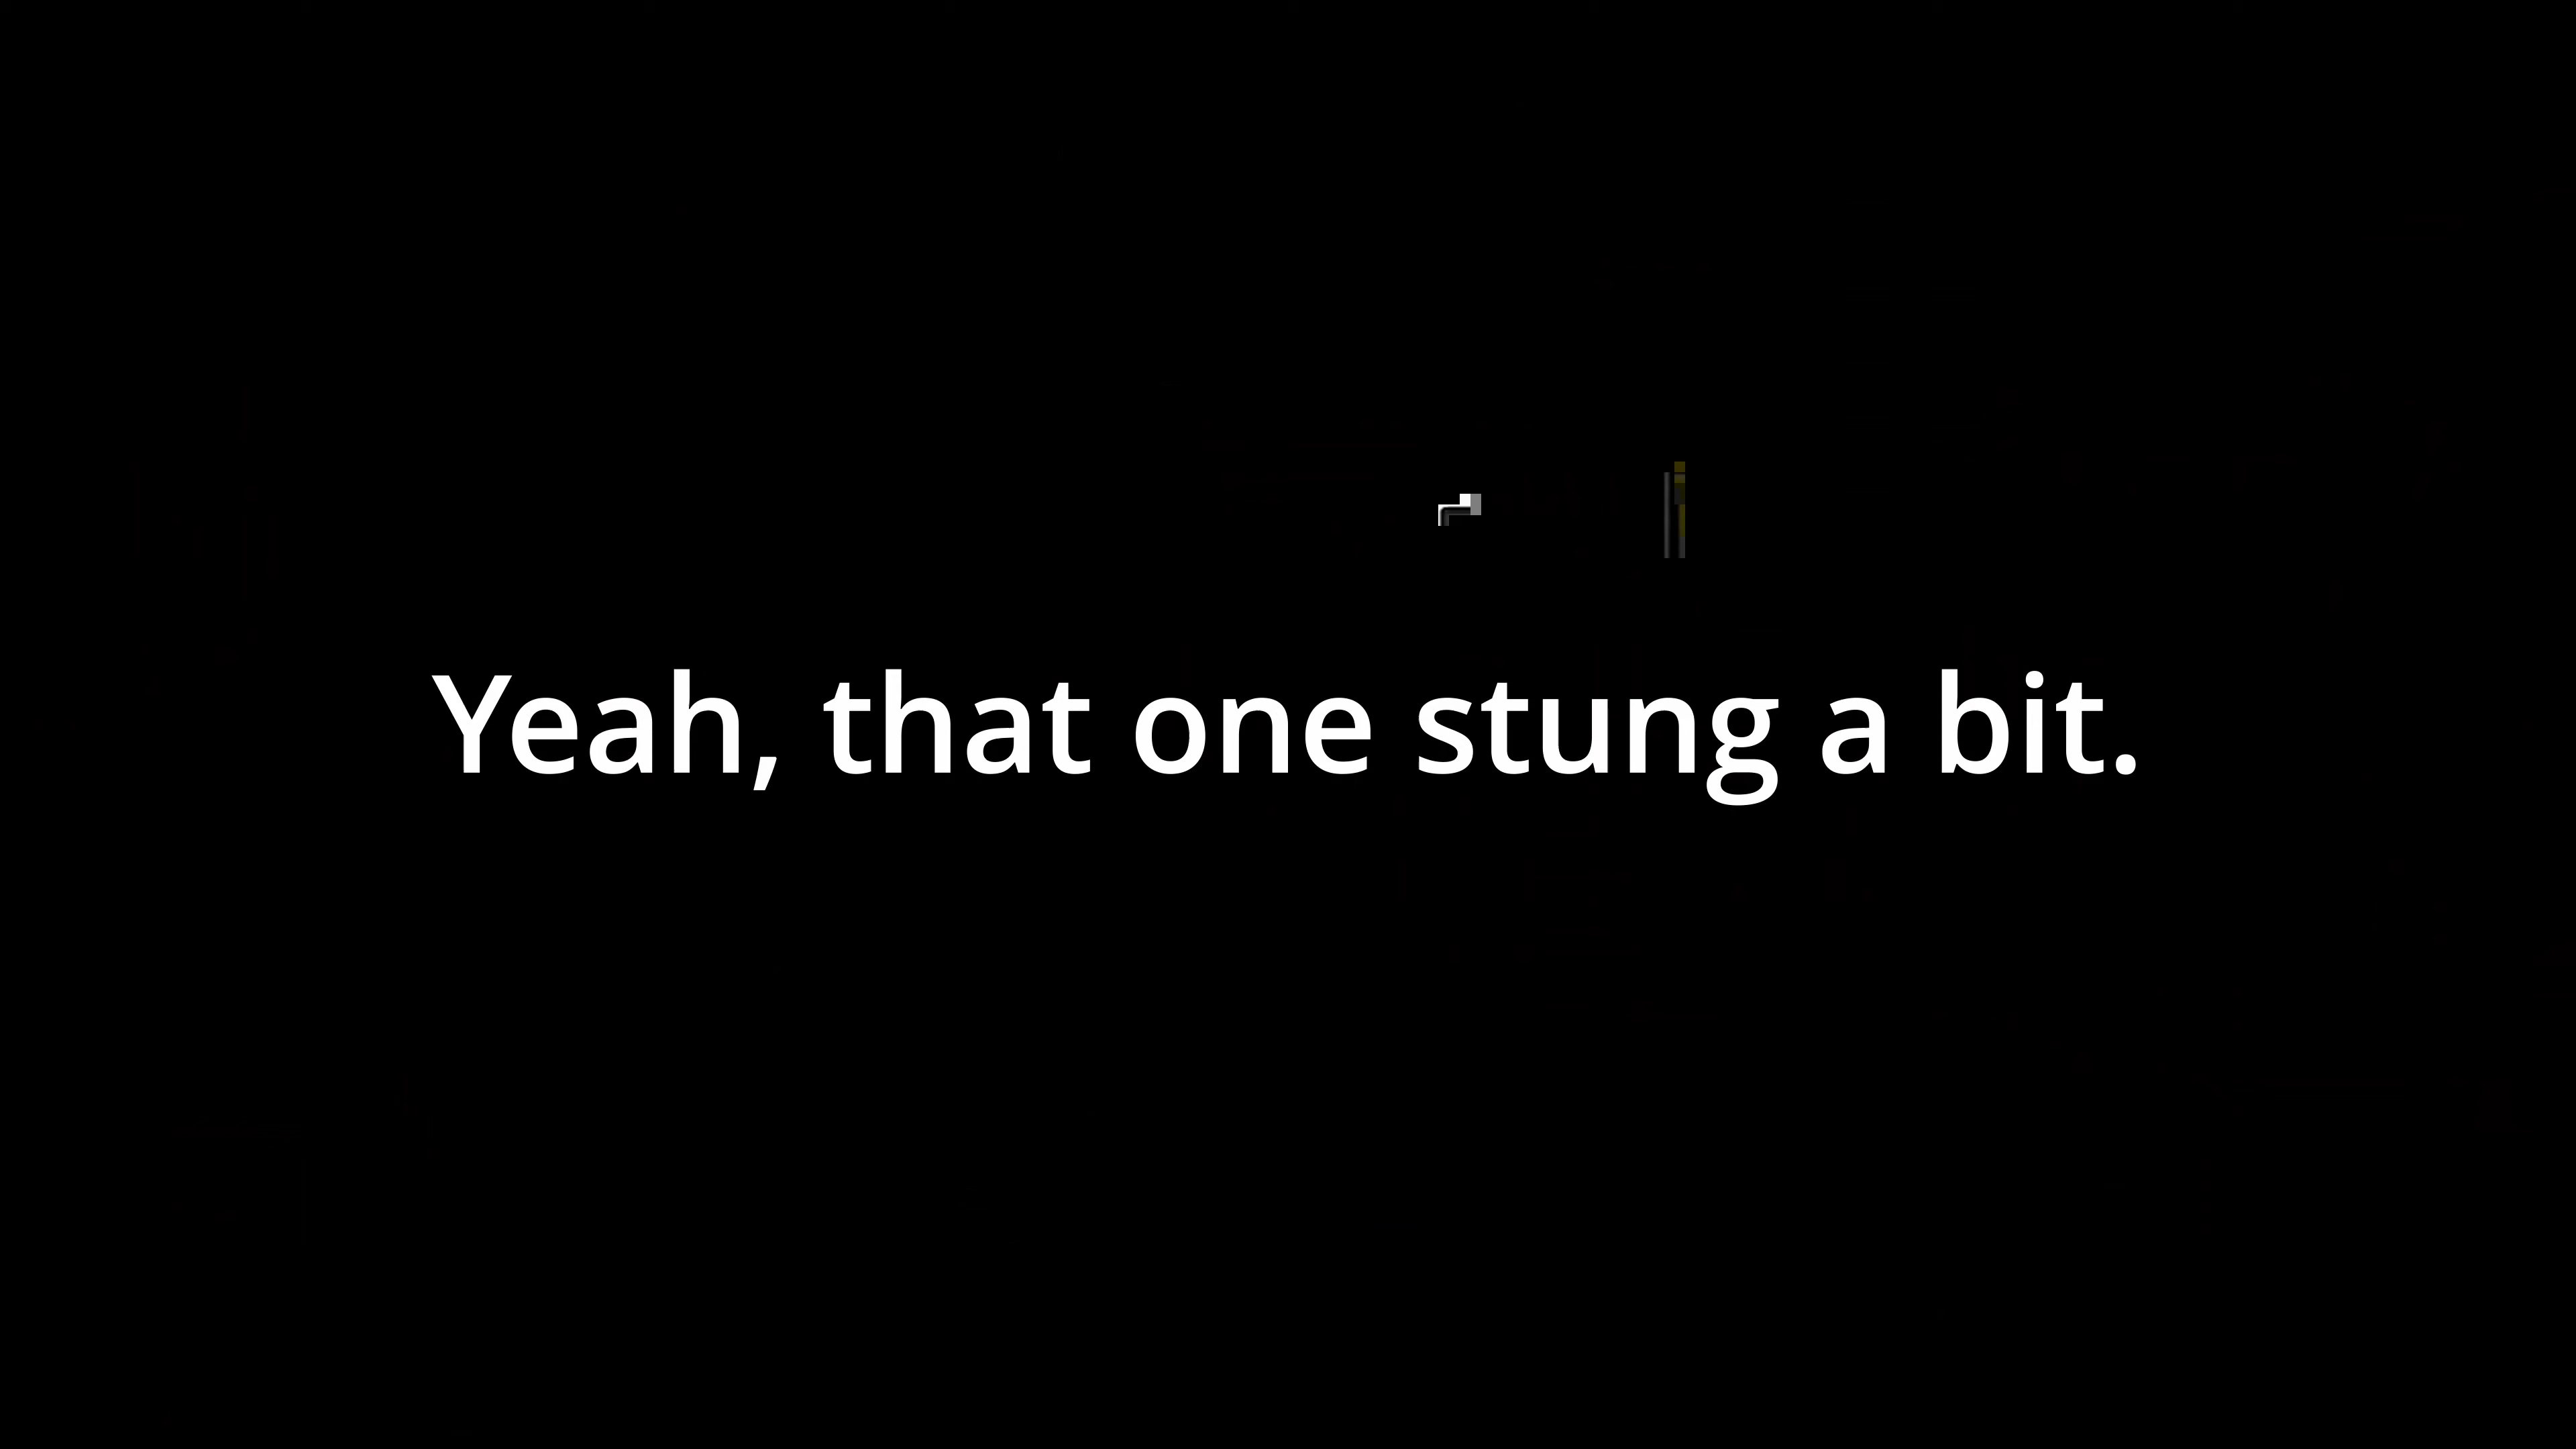 Yeah, that one stung a bit.